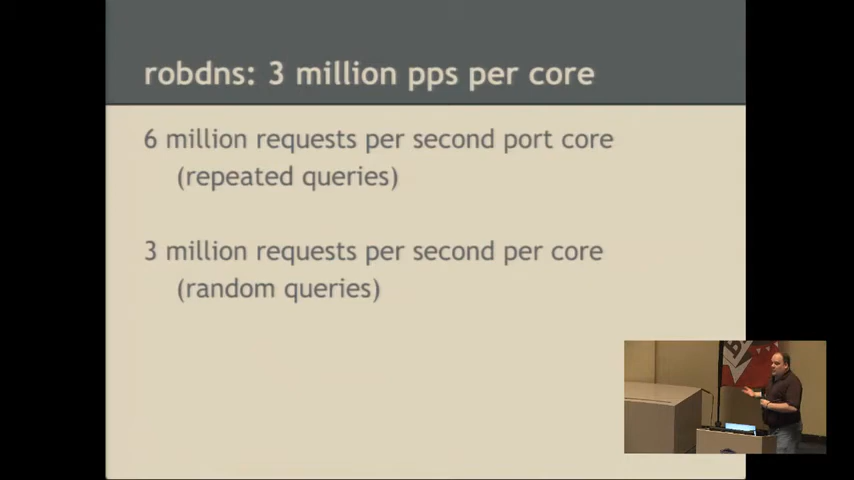 robdns: 3 million pps per core
6 million requests per second port core
(repeated queries)
3 million requests per second per core
(random queries)